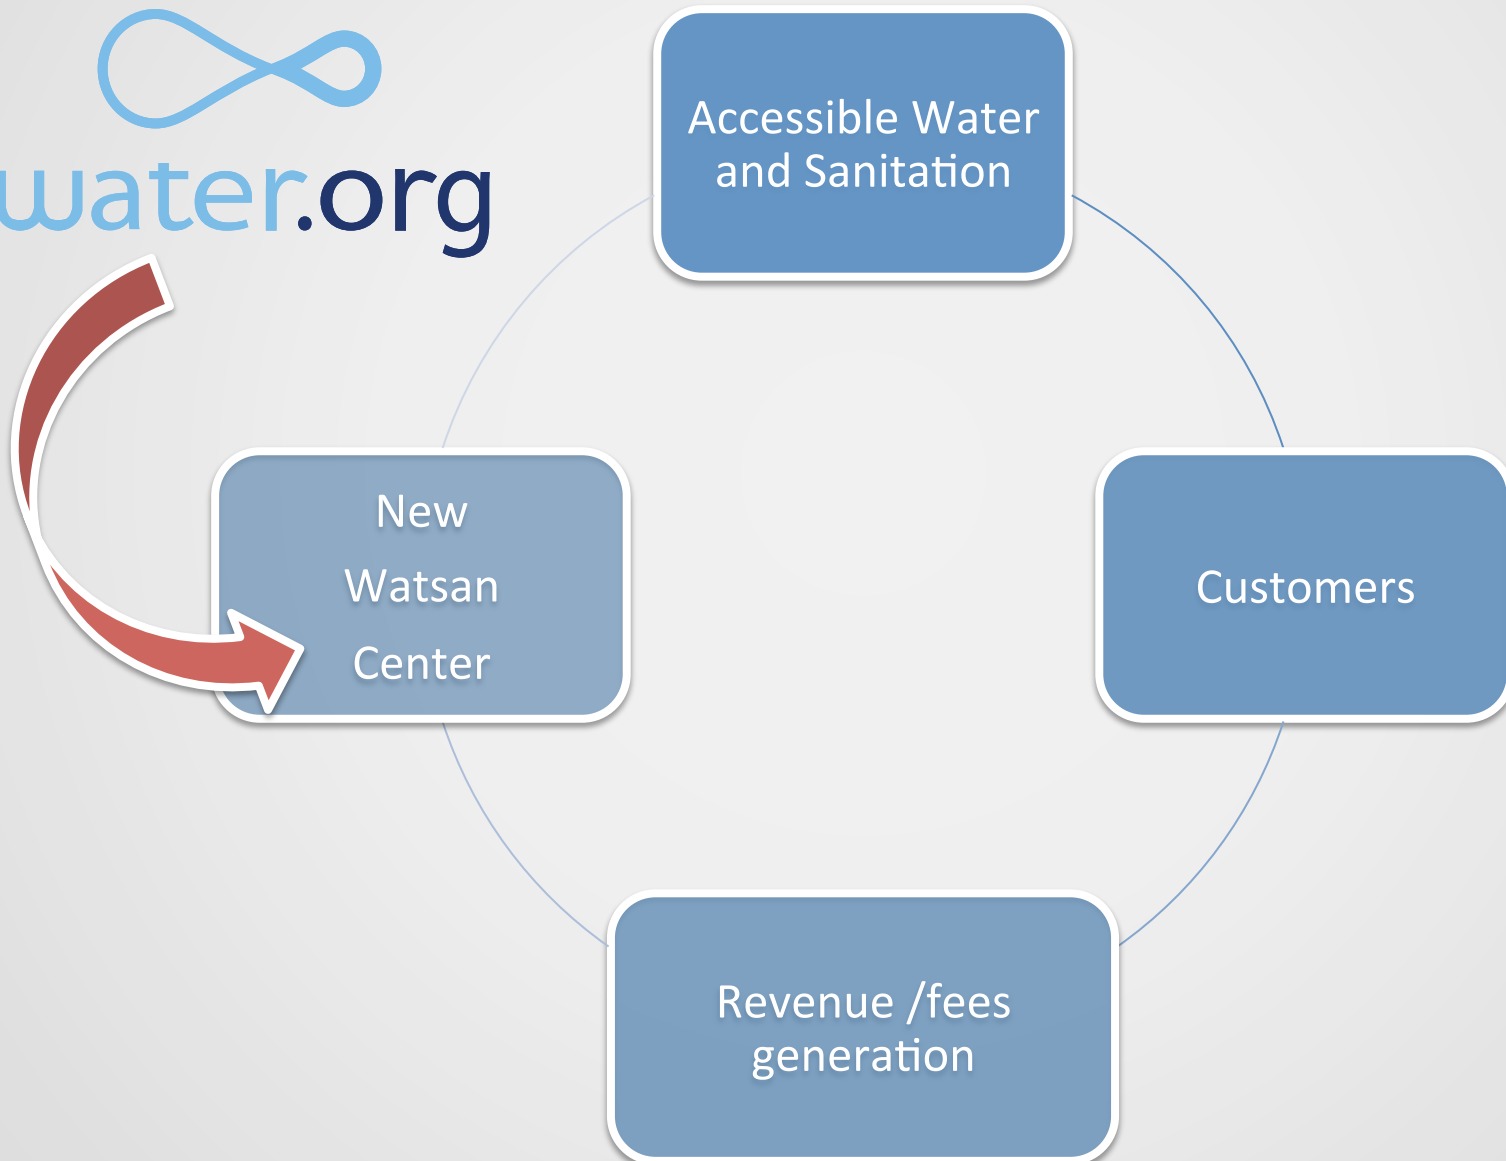 water.org
Accessible Water
and Sanitation
New
Watsan
Center
Customers
Revenue /fees
generation